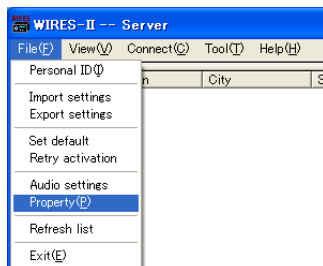 WIRES-II -- Server
File(F) View(V) Connect(C) Tool(T) Help(H)
City
Personal ID(I)
Import settings
Export settings
Set default
Retry activation
Audio settings
Property(P)
Refresh list
Exit(E)